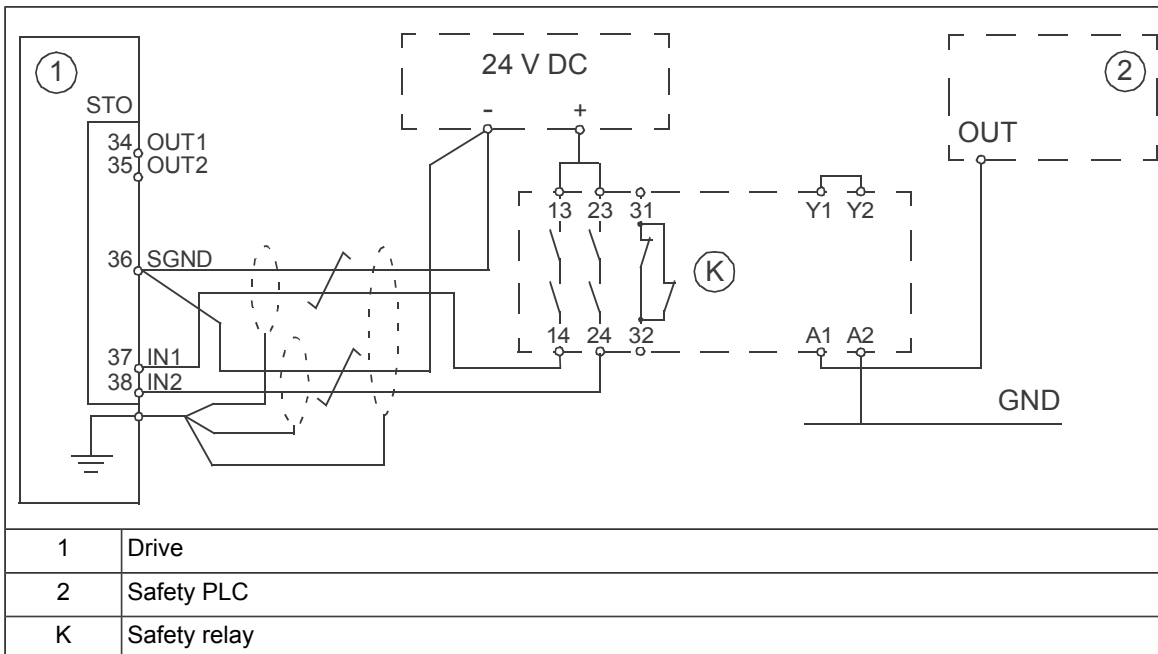 1
24 V DC
2
STO
- +
OUT
34 OUT1
35 OUT2
13 23 31 Y1 Y2
36 SGND
K
14 24 32 A1 A2
37 IN1
38 IN2
GND
1 Drive
2 Safety PLC
K Safety relay